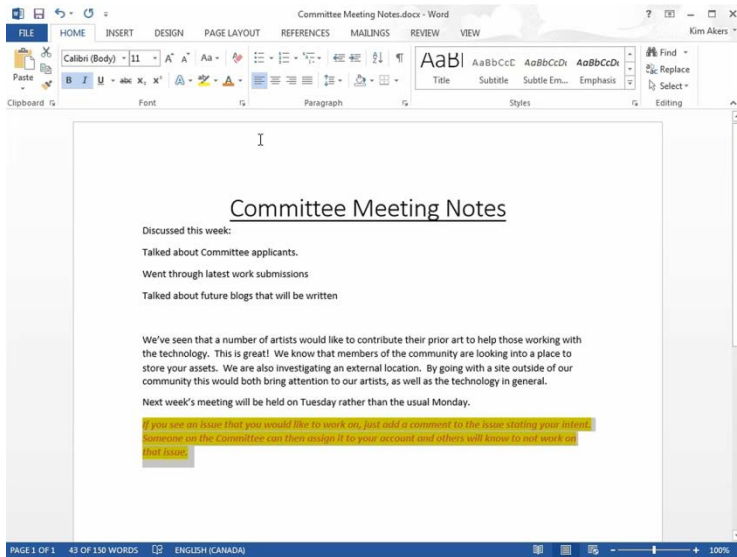 Committee Meeting Notes.docx - Word
Kim Akers
FILE HOME INSERT DESIGN PAGE LAYOUT REFERENCES MAILINGS REVIEW VIEW
Calibri (Body) 11 A A Aa
Find
Replace
Select
Paste
B I U abc X₂ X² A A
AaBl AaBbCcD AaBbCcDc AaBbCcDc
Title Subtitle Subtle Em... Emphasis
Clipboard Font Paragraph Styles Editing
Committee Meeting Notes
Discussed this week:
Talked about Committee applicants.
Went through latest work submissions
Talked about future blogs that will be written
We've seen that a number of artists would like to contribute their prior art to help those working with
the technology. This is great! We know that members of the community are looking into a place to
store your assets. We are also investigating an external location. By going with a site outside of our
community this would both bring attention to our artists, as well as the technology in general.
Next week's meeting will be held on Tuesday rather than the usual Monday.
If you see an issue that you would like to work on, just add a comment to the issue stating your intent.
Someone on the Committee can then assign it to your account and others will know to not work on
that issue.
PAGE 1 OF 1 43 OF 150 WORDS ENGLISH (CANADA) 100%